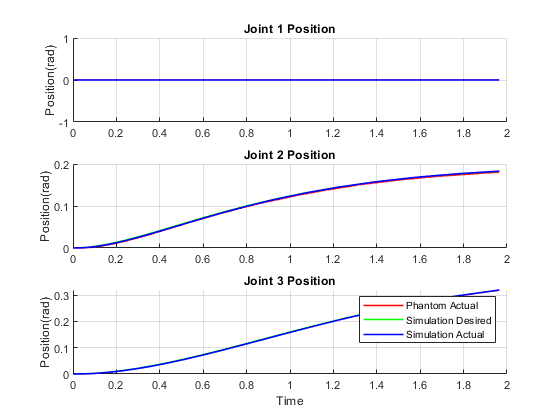 Joint 1 Position
Position(rad)
1
0
-1
0 0.2 0.4 0.6 0.8 1 1.2 1.4 1.6 1.8 2
Joint 2 Position
Position(rad)
0.2
0.1
0
0 0.2 0.4 0.6 0.8 1 1.2 1.4 1.6 1.8 2
Joint 3 Position
Position(rad)
0.3
0.2
0.1
0
Phantom Actual
Simulation Desired
Simulation Actual
0 0.2 0.4 0.6 0.8 1 1.2 1.4 1.6 1.8 2
Time